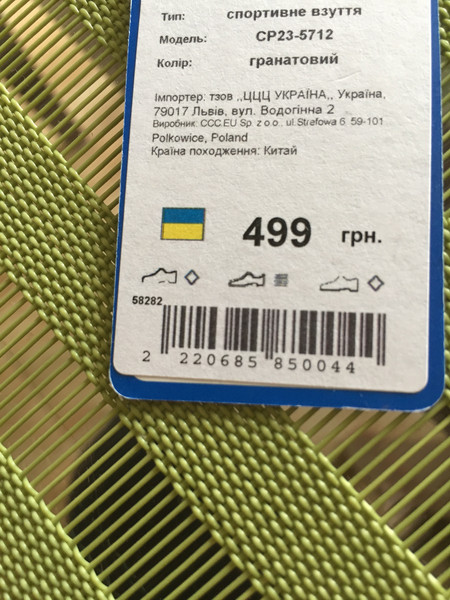 Тип: спортивне взуття
Модель: CP23-5712
Колір: гранатовий
Імпортер: тзов ,,ЦЦЦ УКРАЇНА,, Україна,
79017 Львів, вул. Водогінна 2
Виробник: CCC EU Sp. z o.o. ul.Strefowa 6. 59-101
Polkowice, Poland
Країна походження: Китай
499 грн.
58282
2 220685 850044